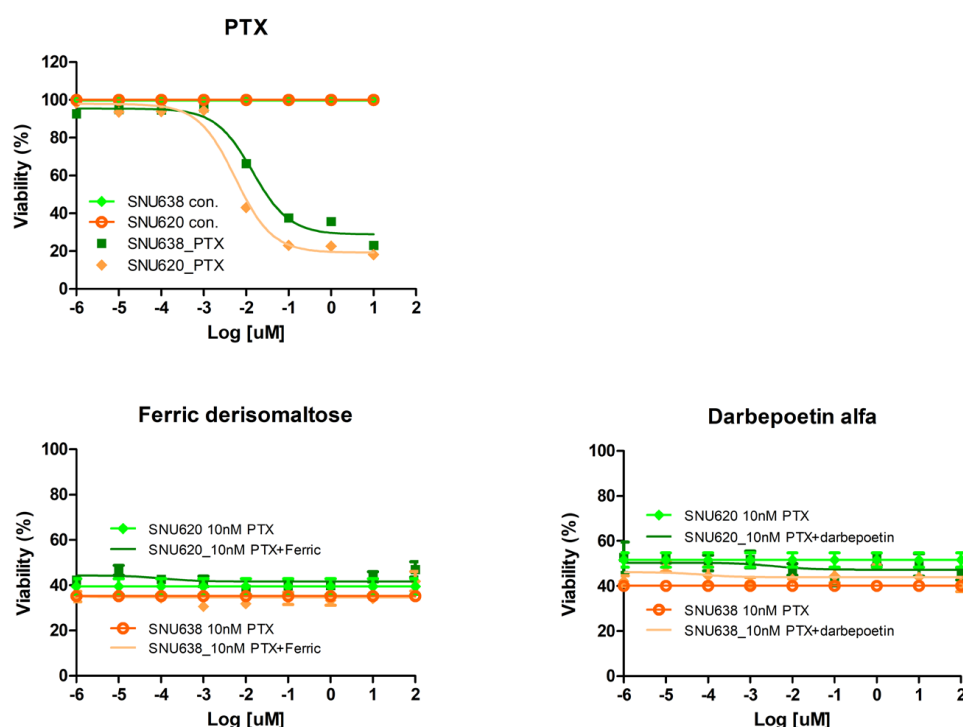 PTX
120
100
80
60
40
20
0
Viability (%)
SNU638 con.
SNU620 con.
SNU638_PTX
SNU620_PTX
-6 -5 -4 -3 -2 -1 0 1 2
Log [uM]
Ferric derisomaltose
100
80
60
40
20
0
Viability (%)
SNU620 10nM PTX
SNU620_10nM PTX+Ferric
SNU638 10nM PTX
SNU638_10nM PTX+Ferric
-6 -5 -4 -3 -2 -1 0 1 2
Log [uM]
Darbepoetin alfa
100
80
60
40
20
0
Viability (%)
SNU620 10nM PTX
SNU620_10nM PTX+darbepoetin
SNU638 10nM PTX
SNU638_10nM PTX+darbepoetin
-6 -5 -4 -3 -2 -1 0 1 2
Log [uM]